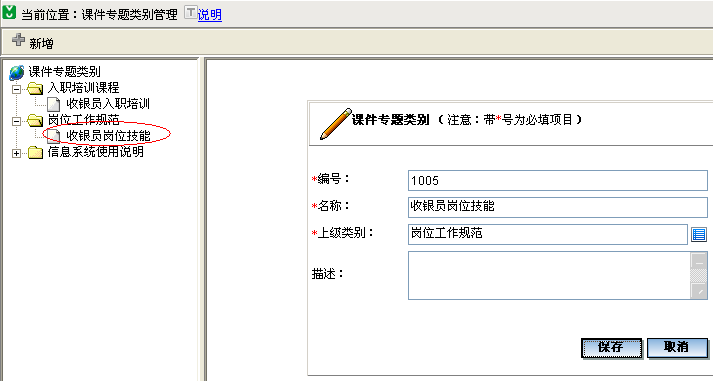 当前位置：课件专题类别管理 说明
新增
课件专题类别
入职培训课程
收银员入职培训
岗位工作规范
收银员岗位技能
信息系统使用说明
课件专题类别（注意：带*号为必填项目）
*编号： 1005
*名称： 收银员岗位技能
*上级类别： 岗位工作规范
描述：
保存 取消